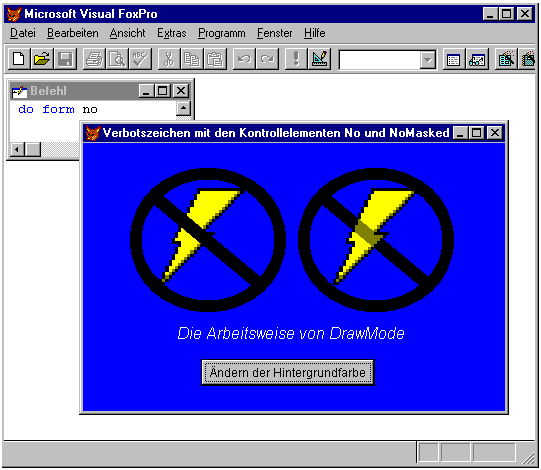 Microsoft Visual FoxPro
Datei Bearbeiten Ansicht Extras Programm Fenster Hilfe
Befehl
do form no
Verbotszeichen mit den Kontrollelementen No und NoMasked
Die Arbeitsweise von DrawMode
Ändern der Hintergrundfarbe